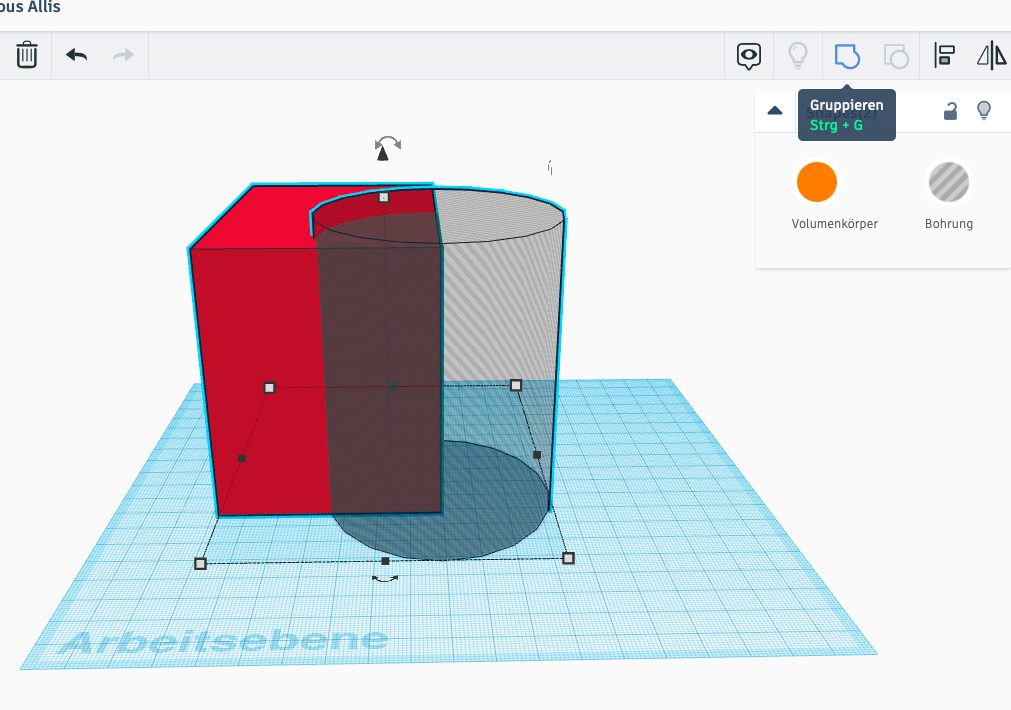 ous Allis
Gruppieren
Strg + G
Volumenkörper
Bohrung
Arbeitsebene